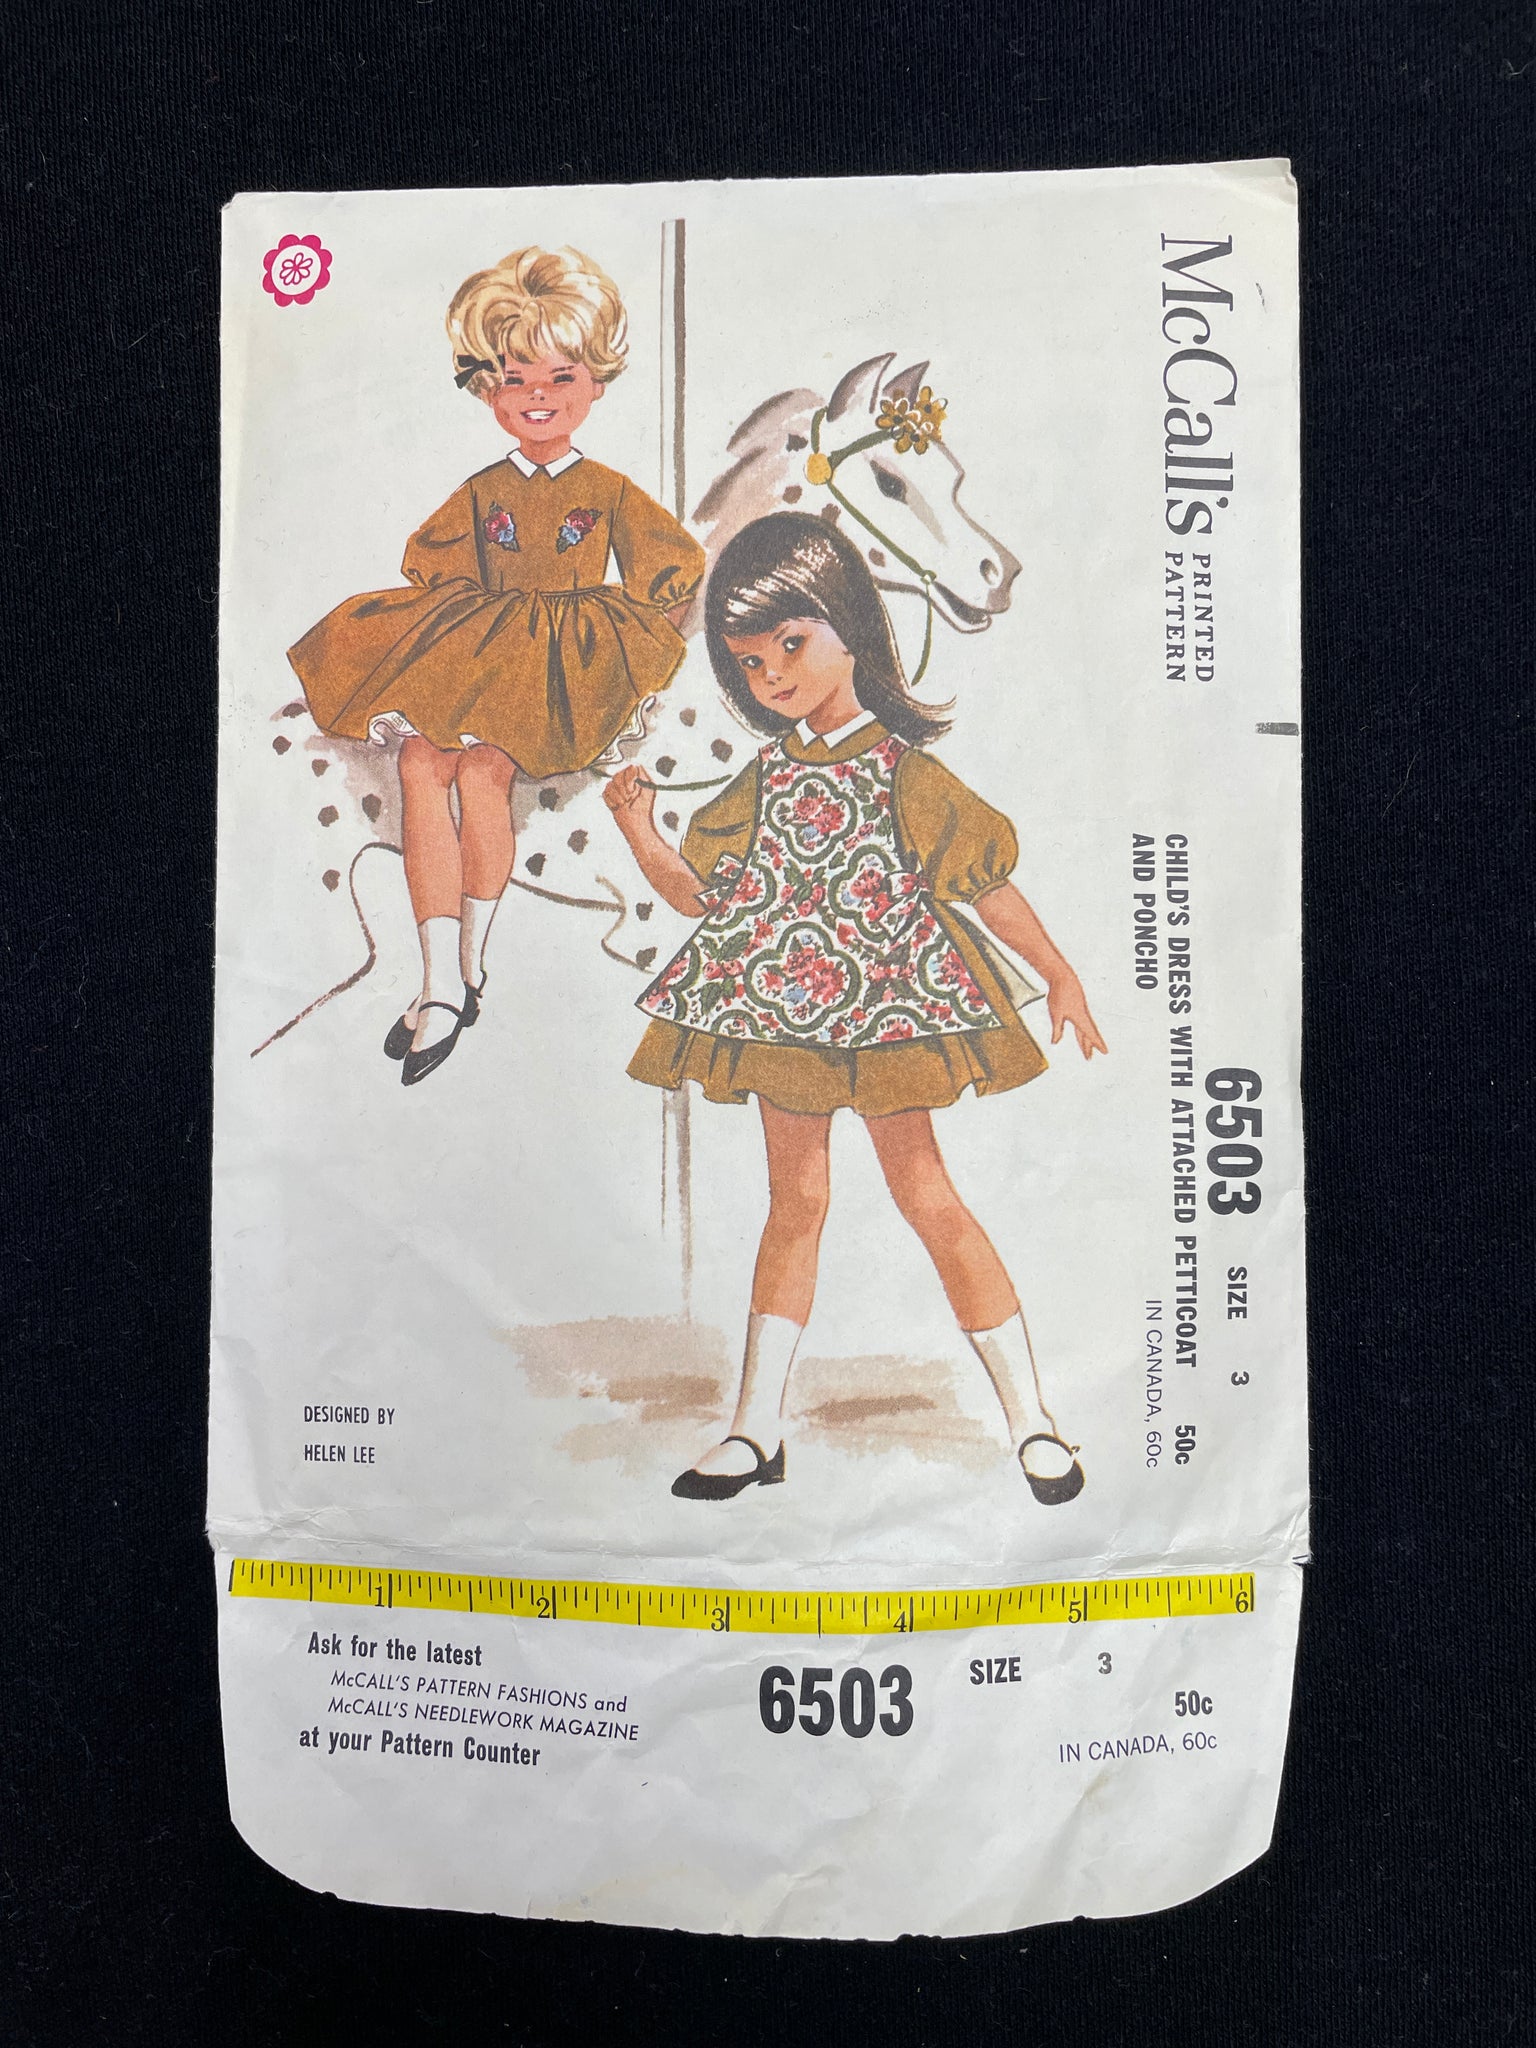 McCall's
PRINTED
PATTERN
6503 SIZE 3
CHILD'S DRESS WITH ATTACHED PETTICOAT 50c
AND PONCHO IN CANADA, 60c
DESIGNED BY
HELEN LEE
1 2 3 4 5 6
Ask for the latest
McCALL'S PATTERN FASHIONS and
McCALL'S NEEDLEWORK MAGAZINE
at your Pattern Counter
6503 SIZE 3
50c
IN CANADA, 60c